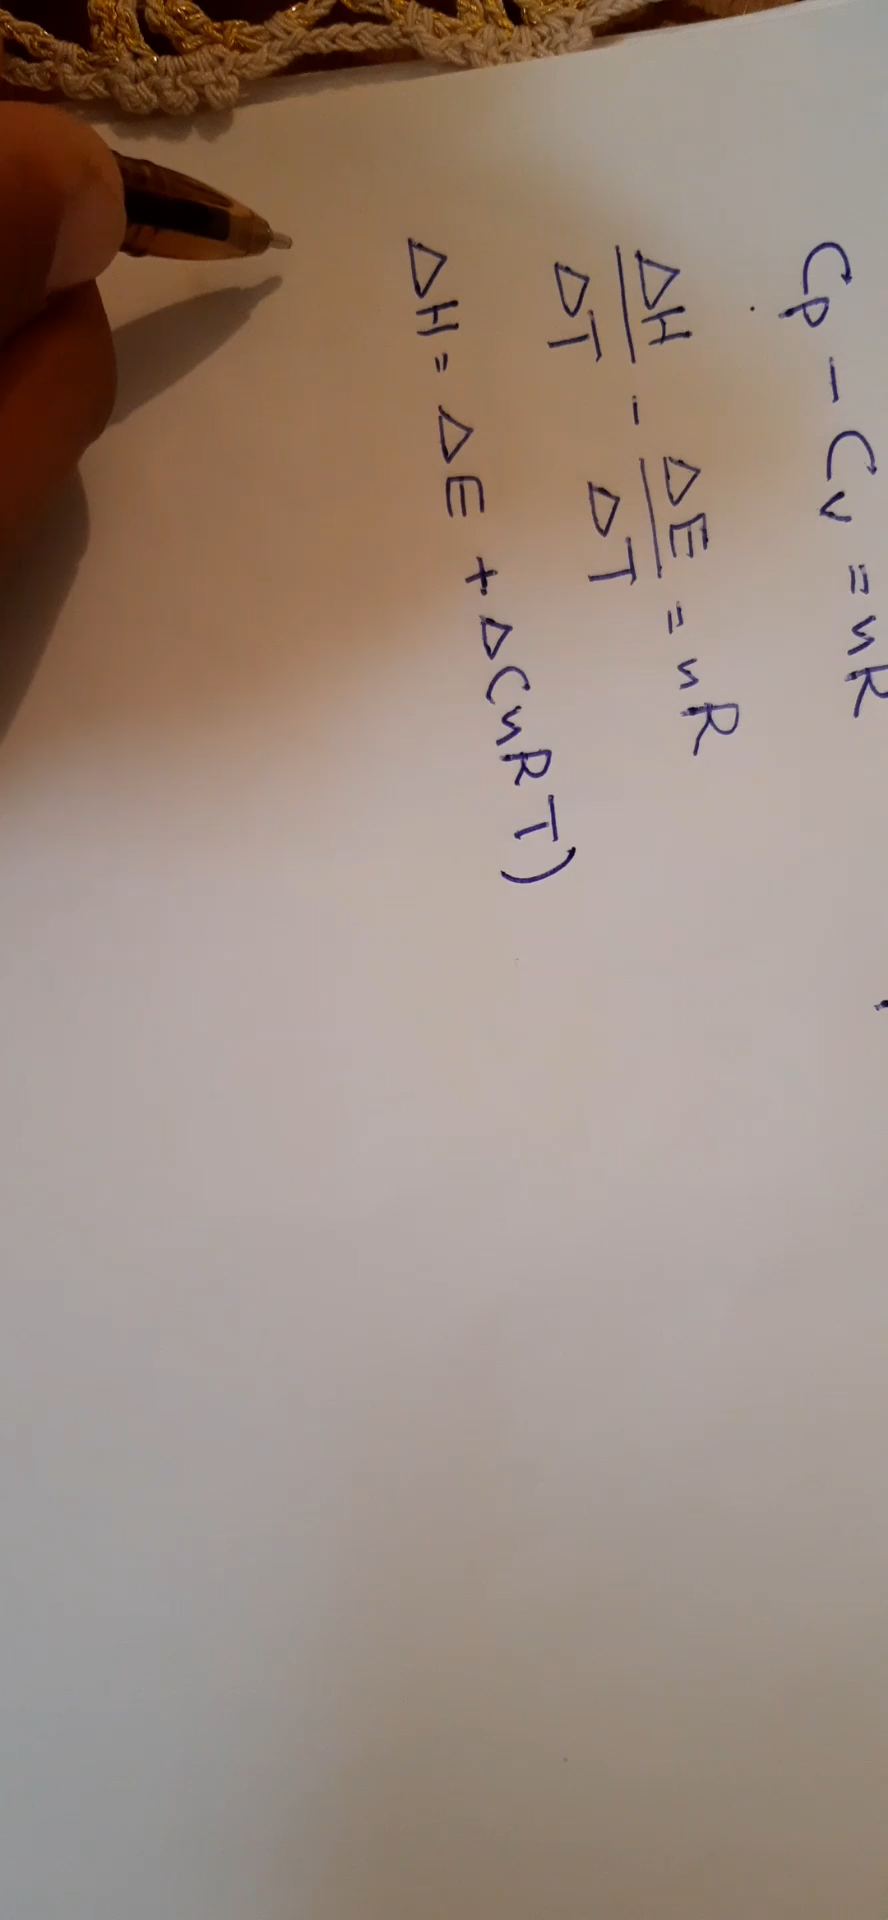 Cp - Cv = nR
ΔH/ΔT - ΔE/ΔT = nR
ΔH = ΔE + Δ(nRT)